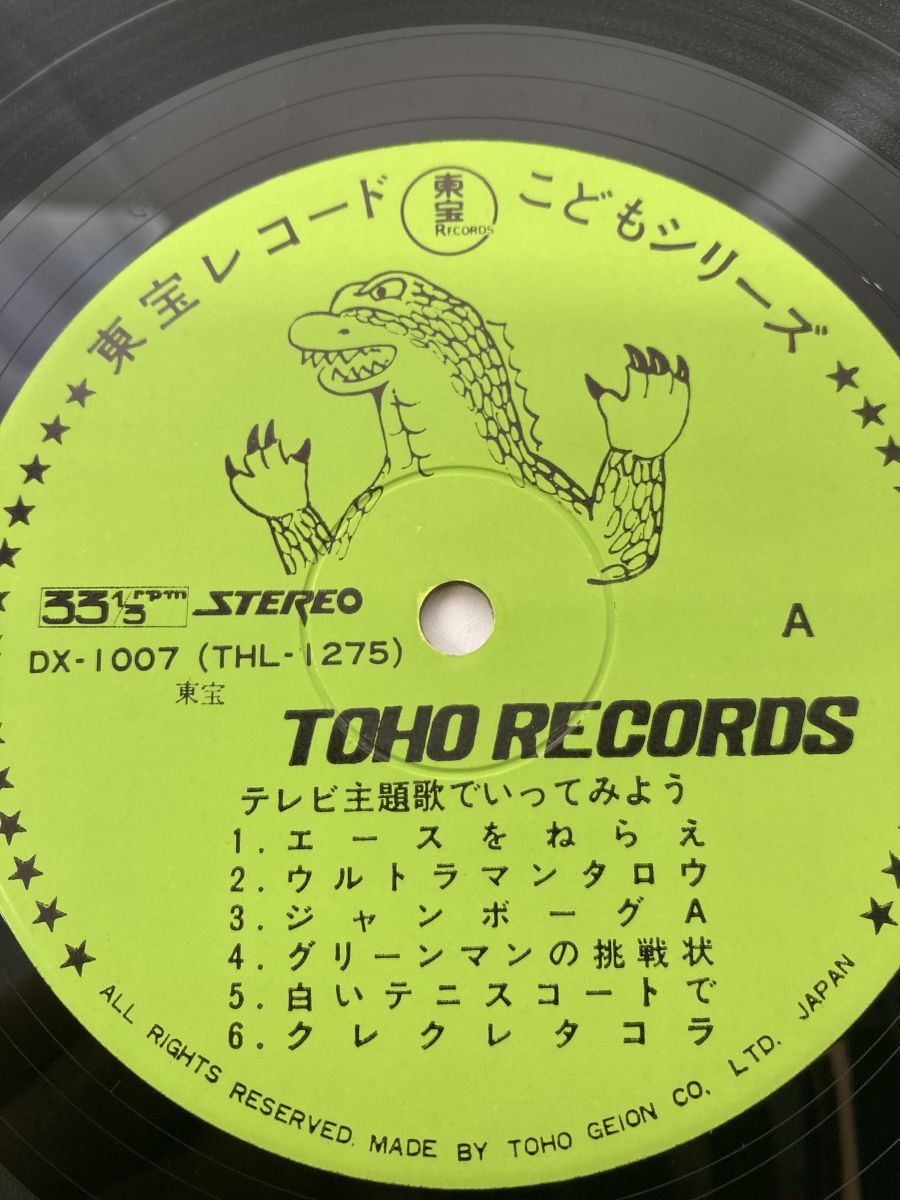 東宝レコード 東宝 RECORDS こどもシリーズ
33 1/3 rpm STEREO
A
DX-1007 (THL-1275)
東宝
TOHO RECORDS
テレビ主題歌でいってみよう
1. エースをねらえ
2. ウルトラマンタロウ
3. ジャンボーグA
4. グリーンマンの挑戦状
5. 白いテニスコートで
6. クレクレタコラ
ALL RIGHTS RESERVED. MADE BY TOHO GEION CO., LTD. JAPAN